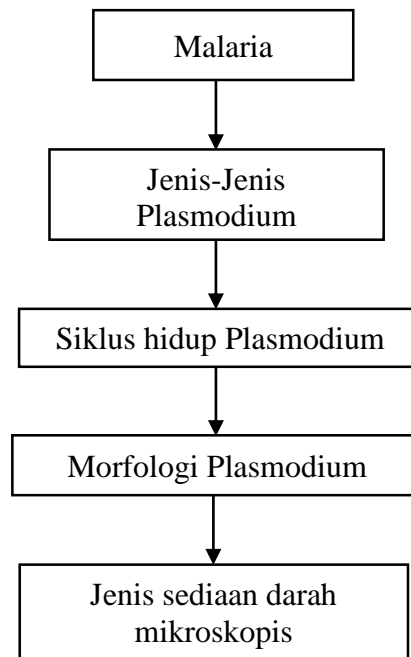 Malaria
Jenis-Jenis
Plasmodium
Siklus hidup Plasmodium
Morfologi Plasmodium
Jenis sediaan darah
mikroskopis